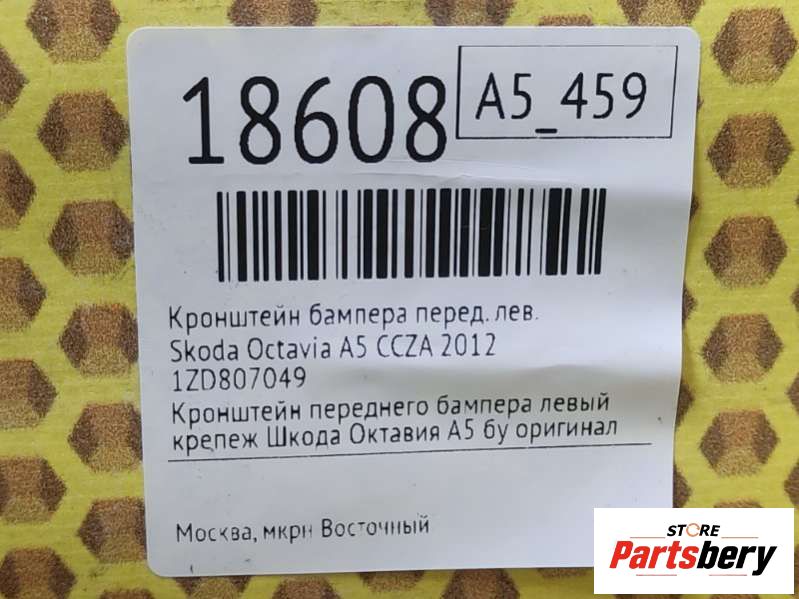 18608
A5_459
Кронштейн бампера перед. лев.
Skoda Octavia A5 CCZA 2012
1ZD807049
Кронштейн переднего бампера левый
крепеж Шкода Октавия А5 бу оригинал
Москва, мкрн Восточный
STORE
Partsbery